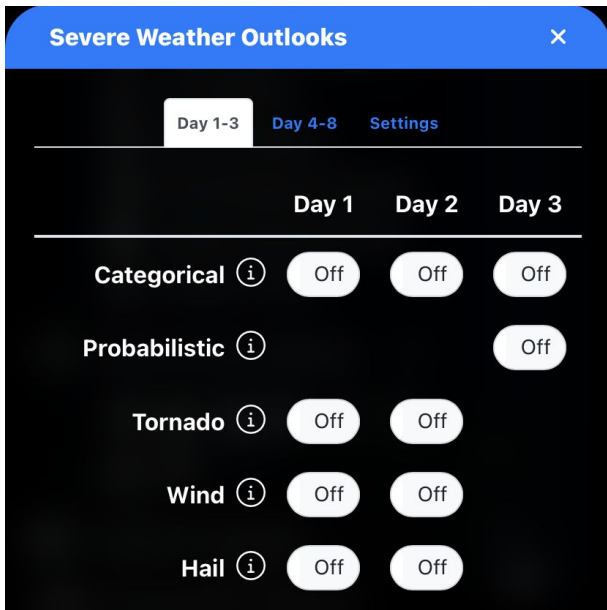 Severe Weather Outlooks ×
Day 1-3 Day 4-8 Settings
Day 1 Day 2 Day 3
Categorical i Off Off Off
Probabilistic i Off
Tornado i Off Off
Wind i Off Off
Hail i Off Off